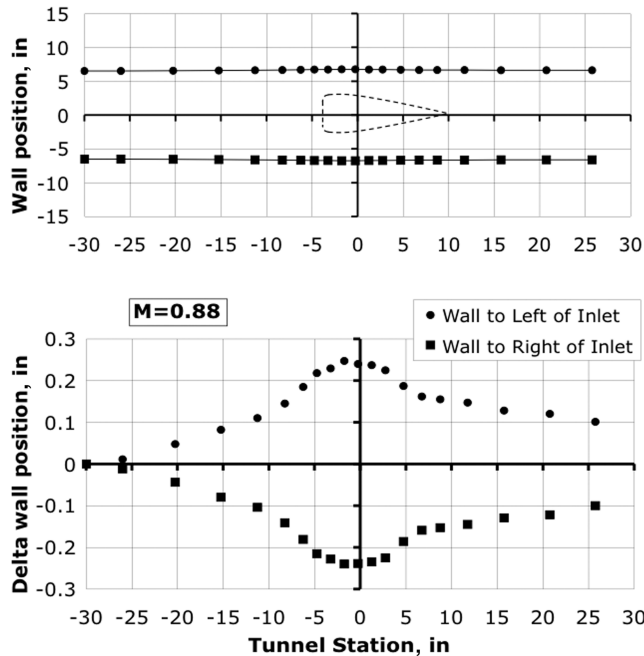 Wall position, in
15
10
5
0
-5
-10
-15
-30 -25 -20 -15 -10 -5 0 5 10 15 20 25 30
M=0.88
Wall to Left of Inlet
Wall to Right of Inlet
Delta wall position, in
0.3
0.2
0.1
0
-0.1
-0.2
-0.3
-30 -25 -20 -15 -10 -5 0 5 10 15 20 25 30
Tunnel Station, in